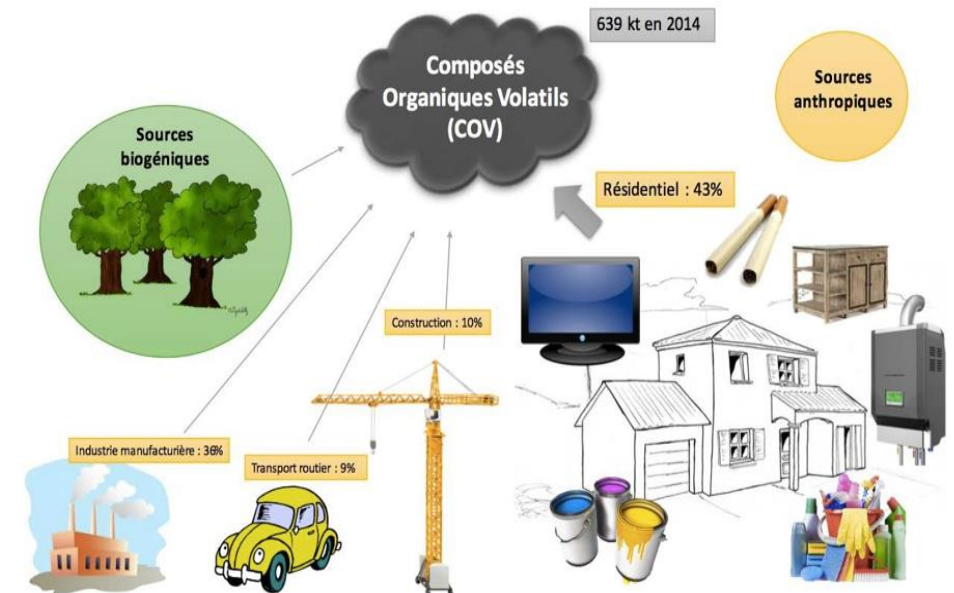 639 kt en 2014
Composés
Organiques Volatils
(COV)
Sources
anthropiques
Sources
biogéniques
Résidentiel : 43%
Construction : 10%
Industrie manufacturière : 36%
Transport routier : 9%